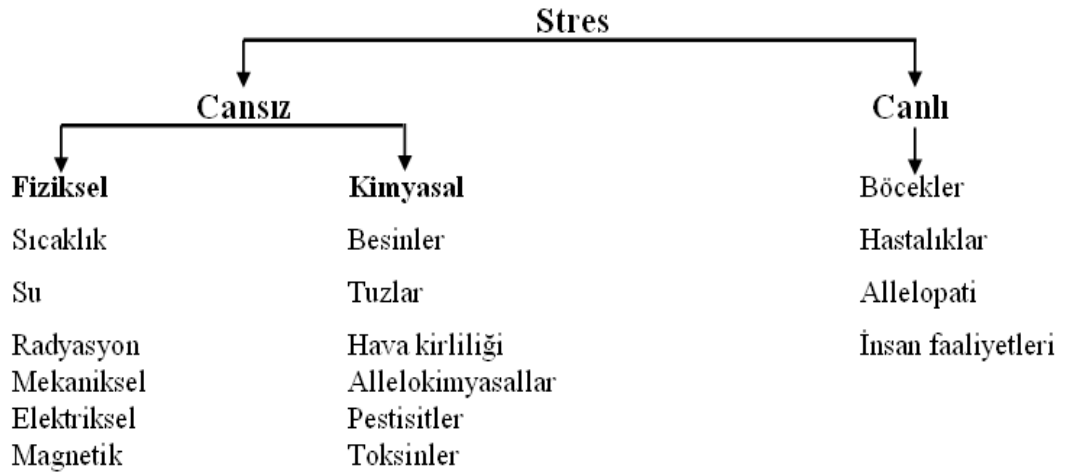 Stres
Cansız
Canlı
Fiziksel
Sıcaklık
Su
Radyasyon
Mekaniksel
Elektriksel
Magnetik
Kimyasal
Besinler
Tuzlar
Hava kirliliği
Allelokimyasallar
Pestisitler
Toksinler
Böcekler
Hastalıklar
Allelopati
İnsan faaliyetleri